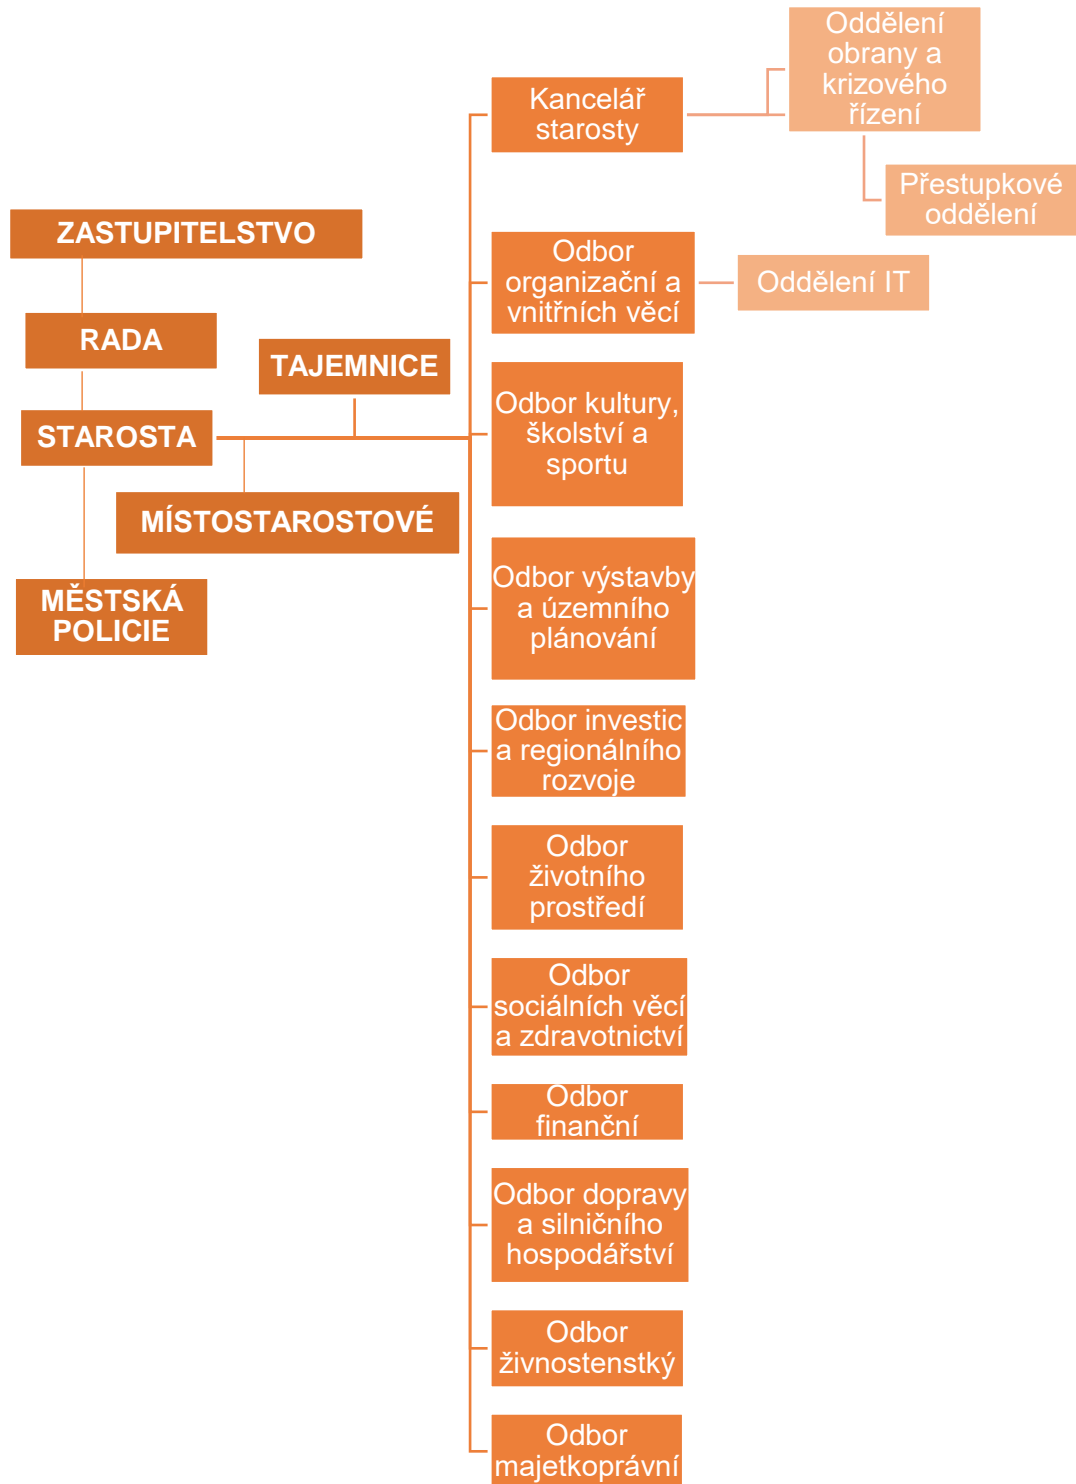 ZASTUPITELSTVO
RADA
STAROSTA
TAJEMNICE
MÍSTOSTAROSTOVÉ
MĚSTSKÁ
POLICIE
Kancelář
starosty
Oddělení
obrany a
krizového
řízení
Přestupkové
oddělení
Odbor
organizační a
vnitřních věcí
Oddělení IT
Odbor kultury,
školství a
sportu
Odbor výstavby
a územního
plánování
Odbor investic
a regionálního
rozvoje
Odbor
životního
prostředí
Odbor
sociálních věcí
a zdravotnictví
Odbor
finanční
Odbor dopravy
a silničního
hospodářství
Odbor
živnostenstký
Odbor
majetkoprávní